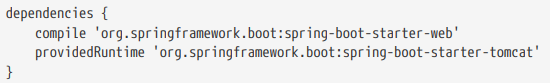 dependencies {
    compile 'org.springframework.boot:spring-boot-starter-web'
    providedRuntime 'org.springframework.boot:spring-boot-starter-tomcat'
}